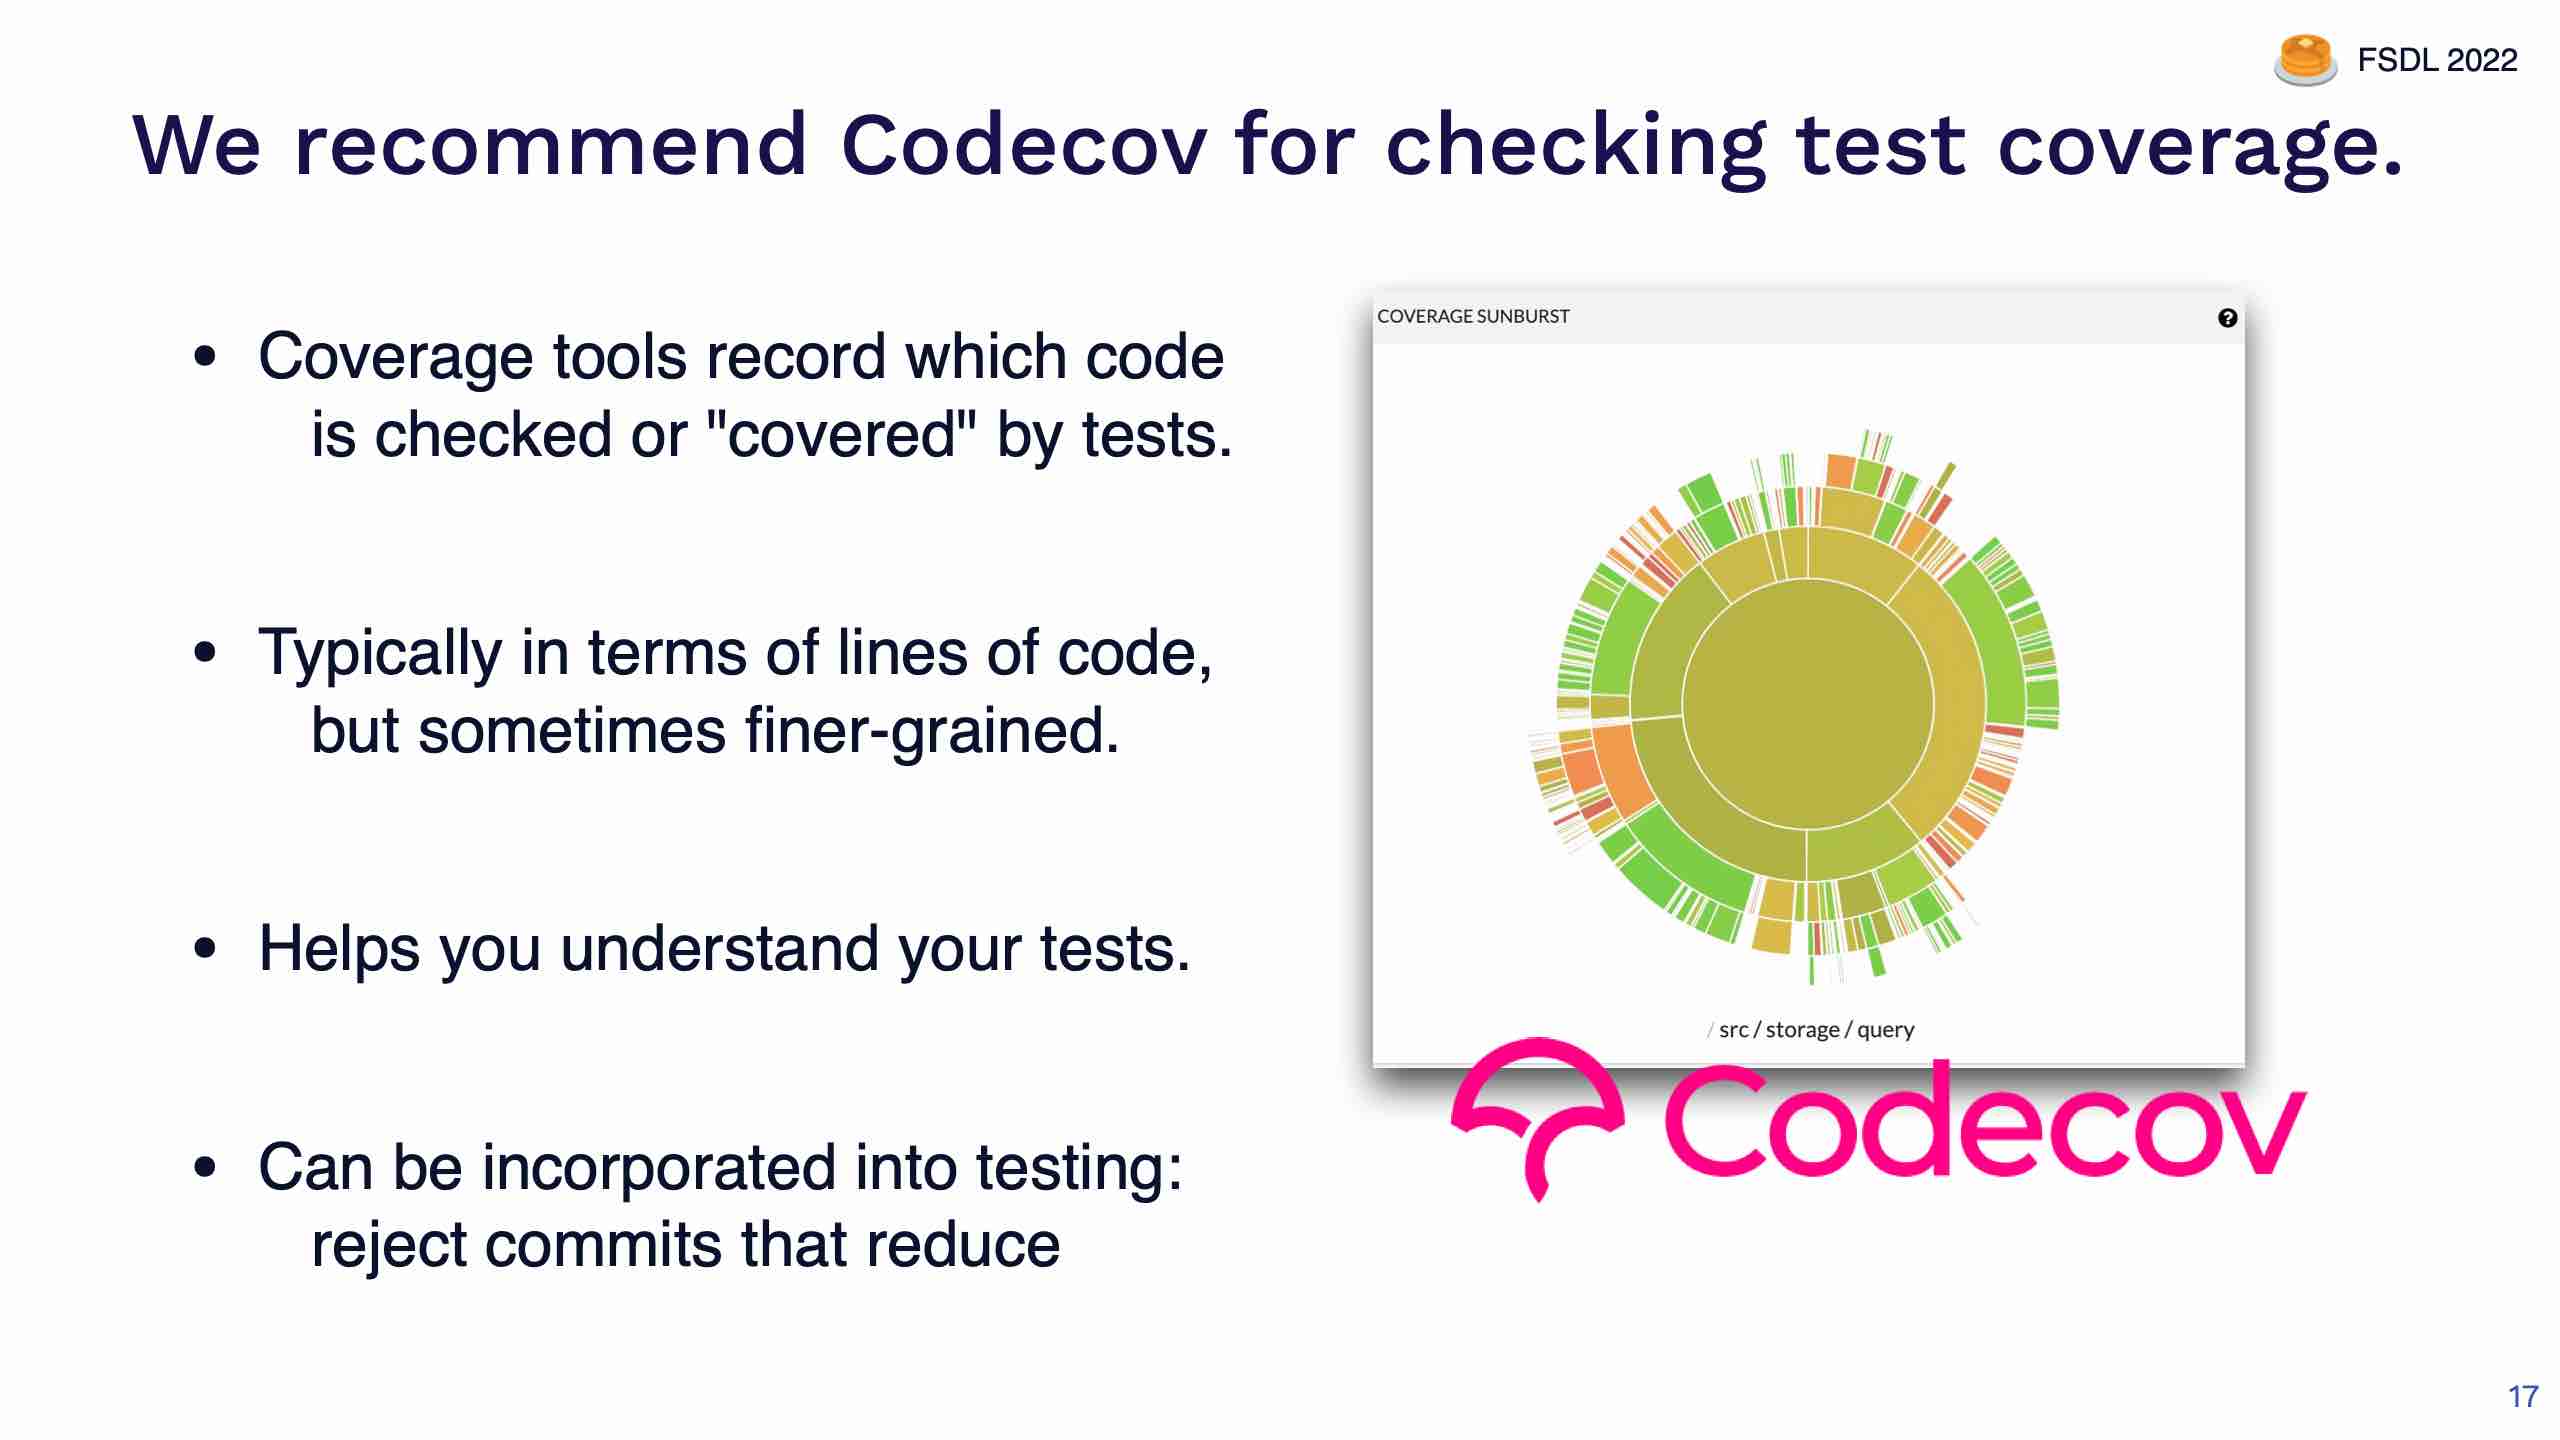 FSDL 2022
We recommend Codecov for checking test coverage.
• Coverage tools record which code
is checked or "covered" by tests.
• Typically in terms of lines of code,
but sometimes finer-grained.
• Helps you understand your tests.
• Can be incorporated into testing:
reject commits that reduce
COVERAGE SUNBURST
?
/ src / storage / query
Codecov
17